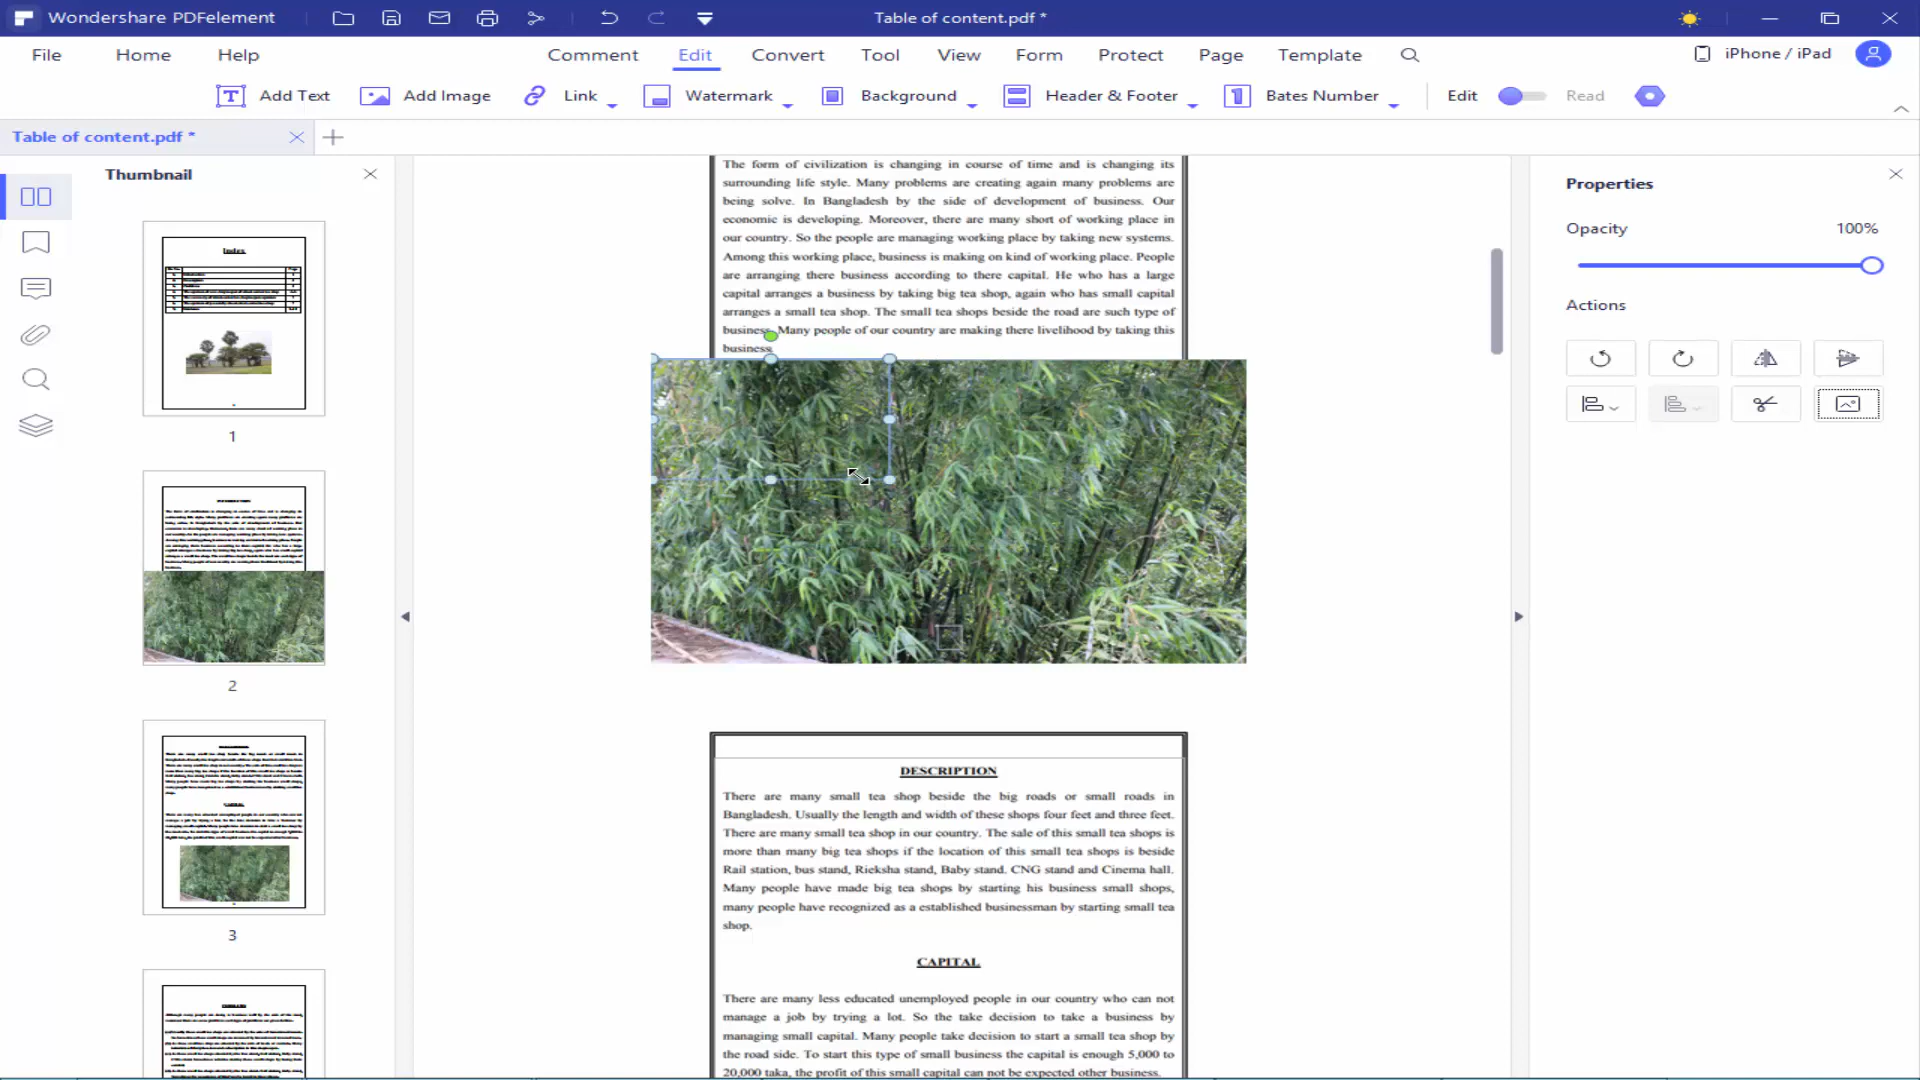 Wondershare PDFelement
Table of content.pdf *
File Home Help Comment Edit Convert Tool View Form Protect Page Template iPhone / iPad
Add Text Add Image Link Watermark Background Header & Footer Bates Number Edit Read
Table of content.pdf *
Thumbnail
Index
1
2
3
The form of civilization is changing in course of time and is changing its
surrounding life style. Many problems are creating again many problems are
being solve. In Bangladesh by the side of development of business. Our
economic is developing. Moreover, there are many short of working place in
our country. So the people are managing working place by taking new systems.
Among this working place, business is making on kind of working place. People
are arranging there business according to there capital. He who has a large
capital arranges a business by taking big tea shop, again who has small capital
arranges a small tea shop. The small tea shops beside the road are such type of
business. Many people of our country are making there livelihood by taking this
business
DESCRIPTION
There are many small tea shop beside the big roads or small roads in
Bangladesh. Usually the length and width of these shops four feet and three feet.
There are many small tea shop in our country. The sale of this small tea shops is
more than many big tea shops if the location of this small tea shops is beside
Rail station, bus stand, Rieksha stand, Baby stand. CNG stand and Cinema hall.
Many people have made big tea shops by starting his business small shops,
many people have recognized as a established businessman by starting small tea
shop.
CAPITAL
There are many less educated unemployed people in our country who can not
manage a job by trying a lot. So the take decision to take a business by
managing small capital. Many people take decision to start a small tea shop by
the road side. To start this type of small business the capital is enough 5,000 to
20,000 taka, the profit of this small capital can not be expected other business.
Properties
Opacity 100%
Actions